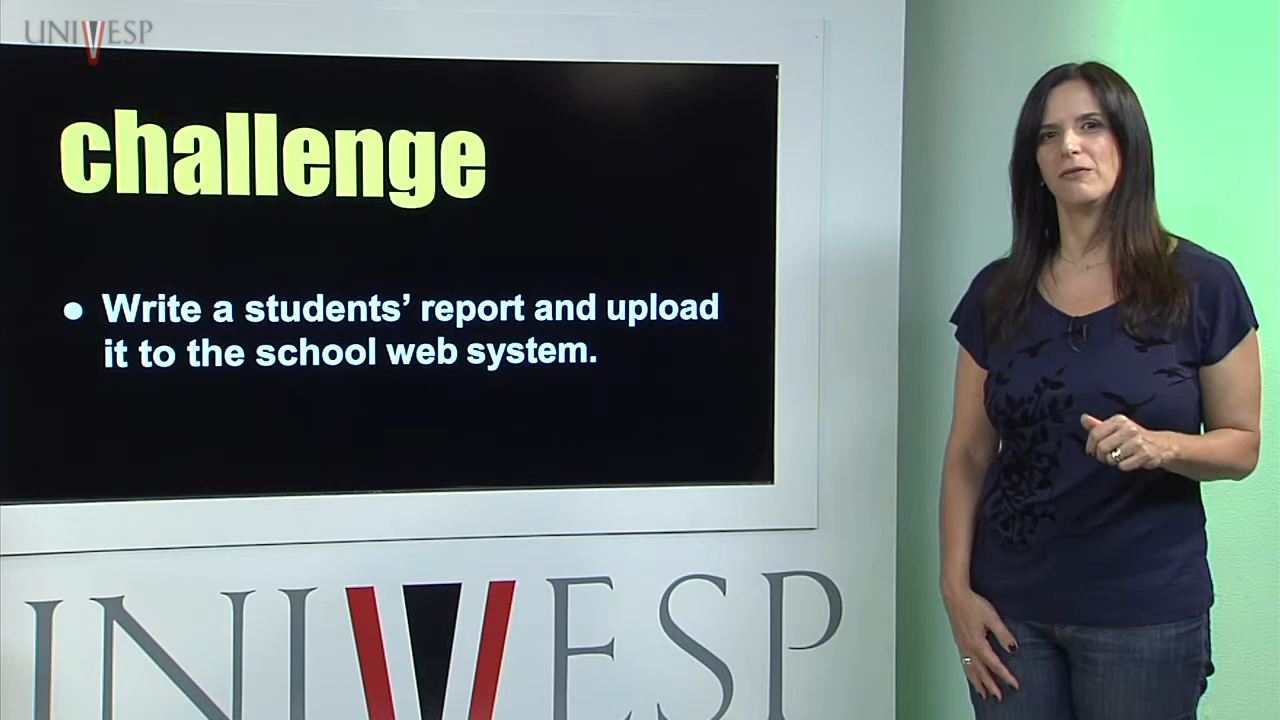 UNIVESP
challenge
● Write a students’ report and upload
it to the school web system.
UNIVESP